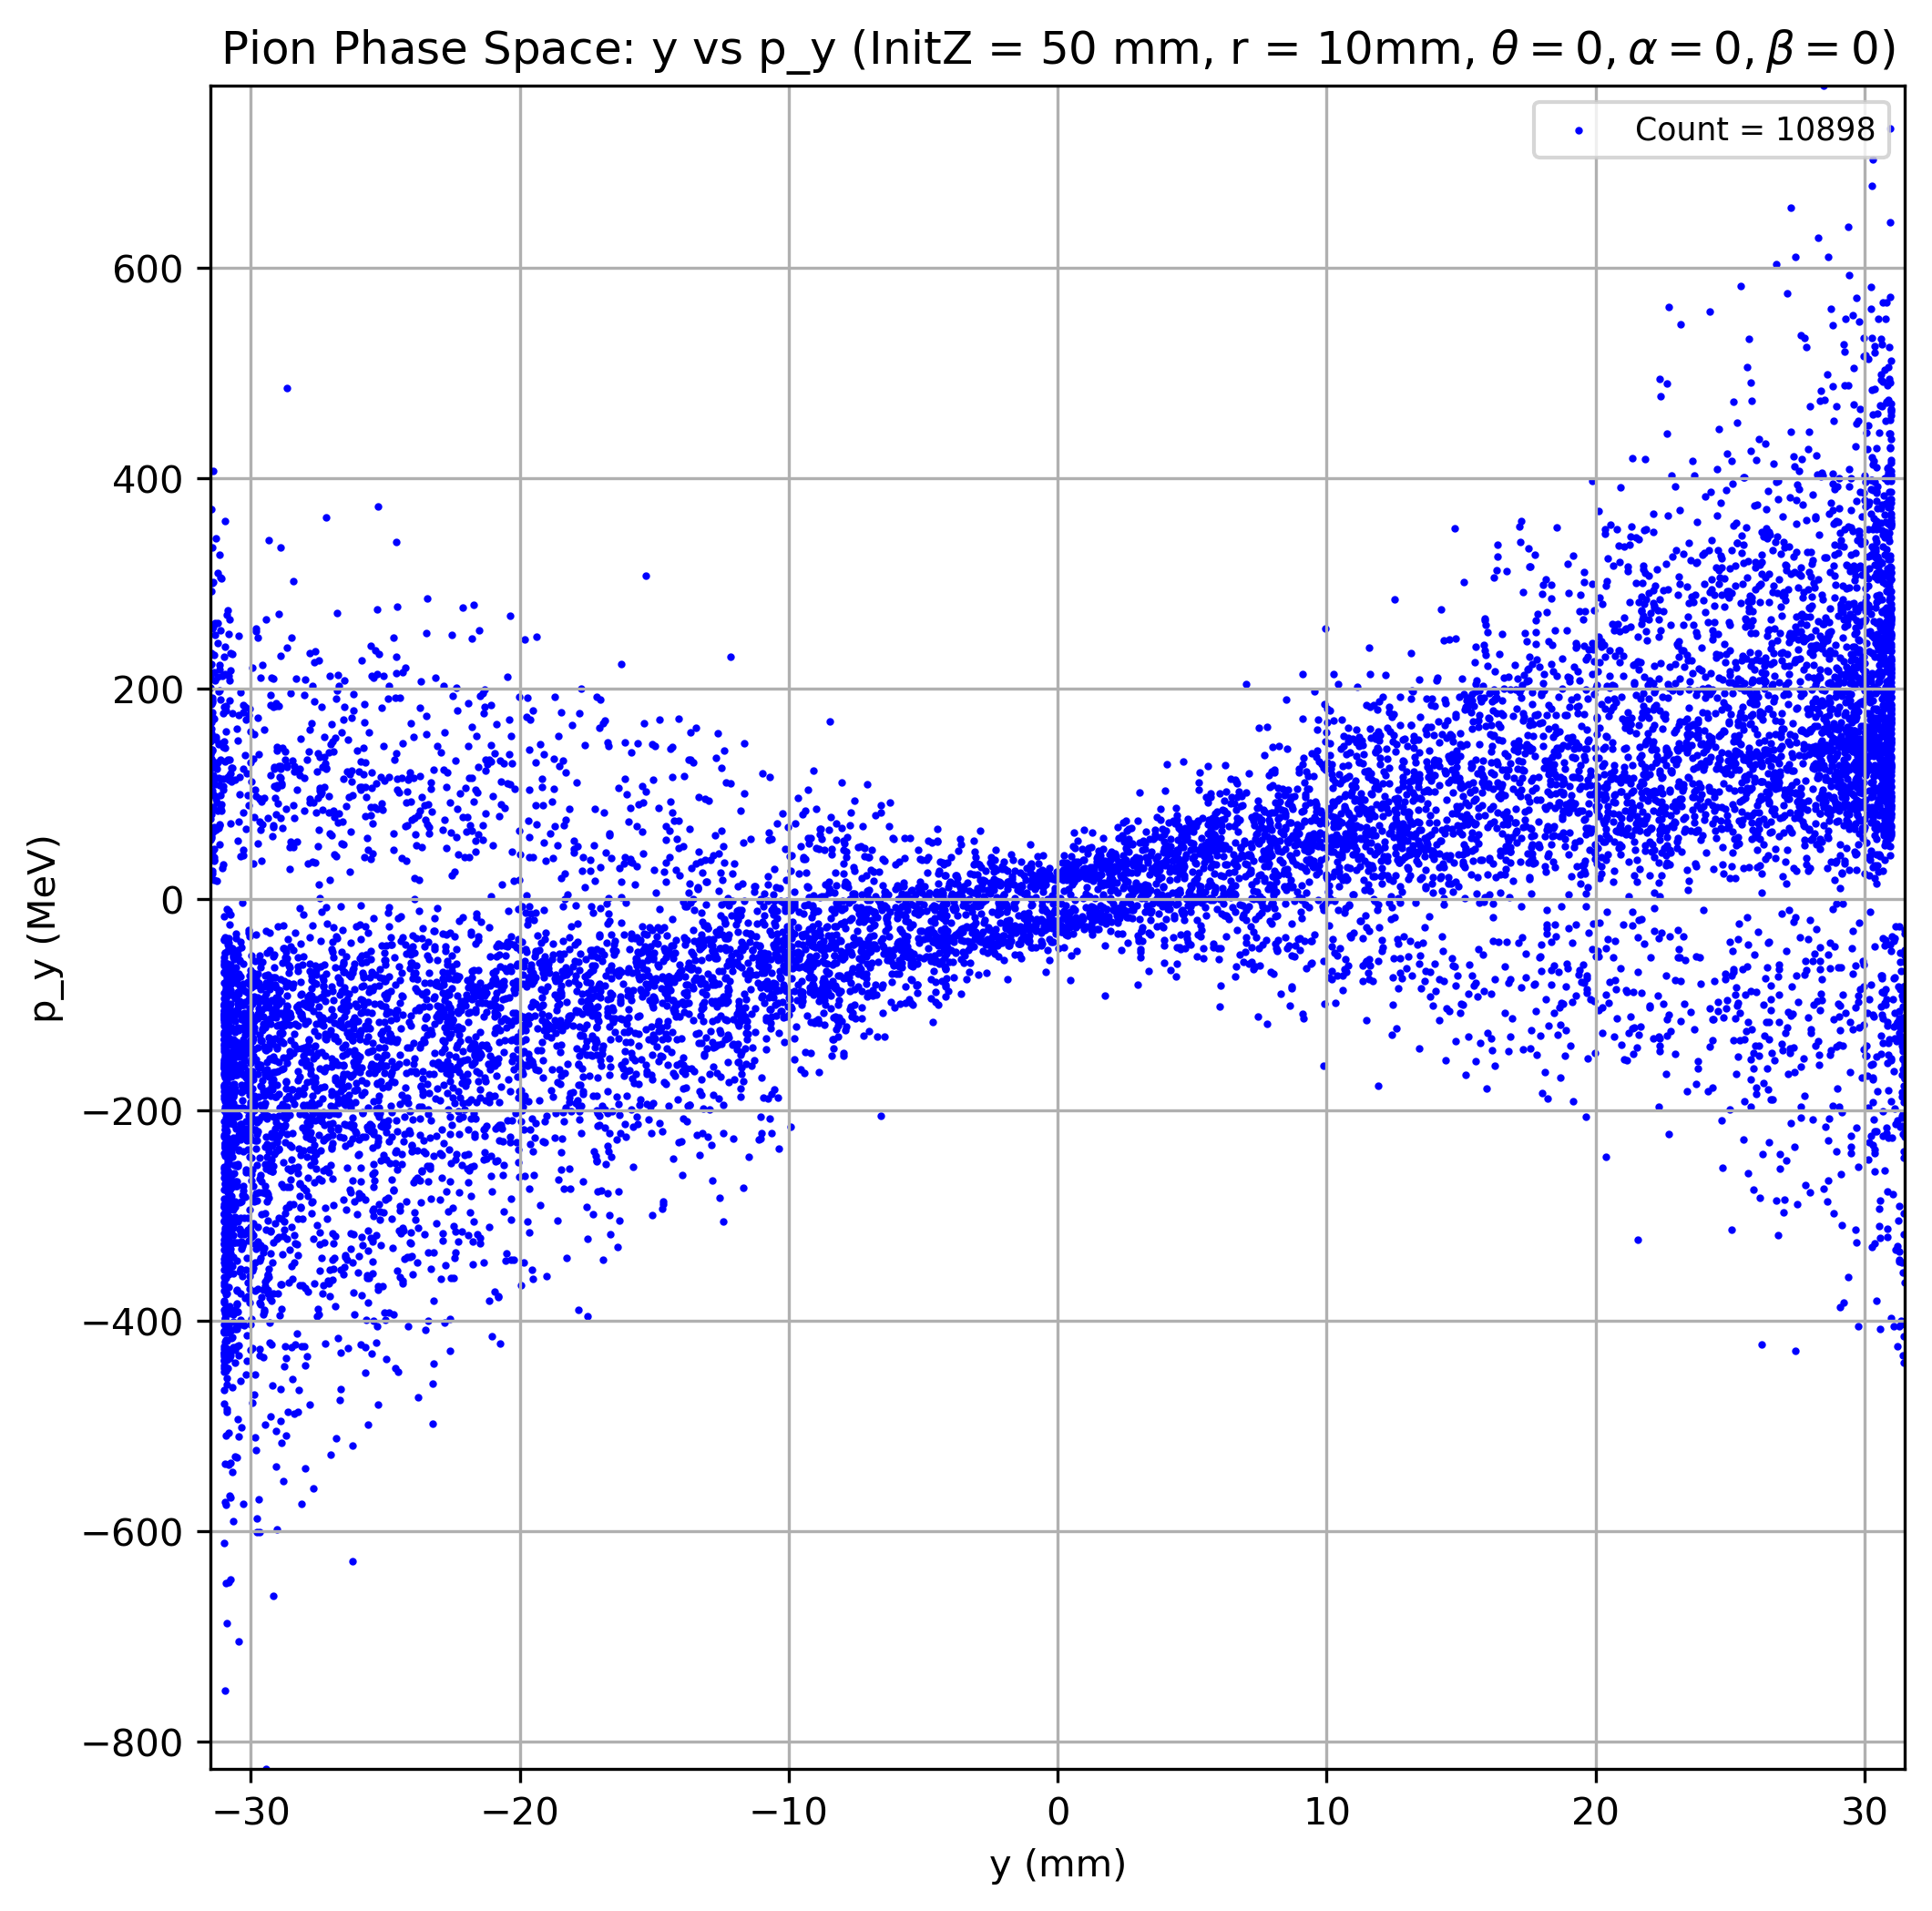 Pion Phase Space: y vs p_y (InitZ = 50 mm, r = 10mm, θ = 0, α = 0, β = 0)
Count = 10898
600
400
200
0
−200
−400
−600
−800
p_y (MeV)
−30 −20 −10 0 10 20 30
y (mm)